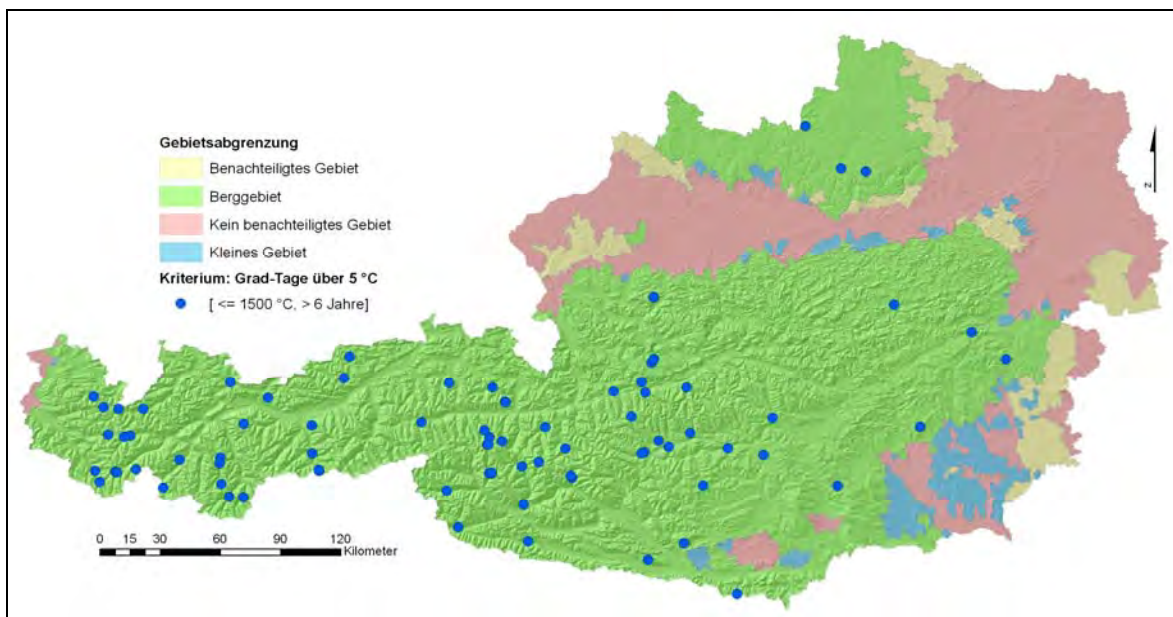 Gebietsabgrenzung
Benachteiligtes Gebiet
Berggebiet
Kein benachteiligtes Gebiet
Kleines Gebiet
Kriterium: Grad-Tage über 5 °C
[ <= 1500 °C, > 6 Jahre]
N
0 15 30 60 90 120
Kilometer